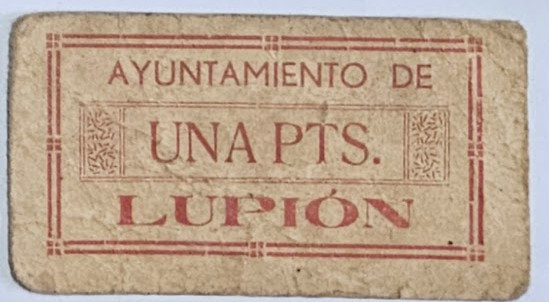 AYUNTAMIENTO DE
UNA PTS.
LUPIÓN